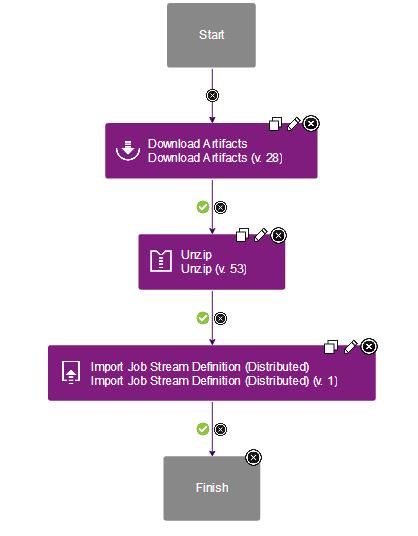 Start
Download Artifacts
Download Artifacts (v. 28)
Unzip
Unzip (v. 53)
Import Job Stream Definition (Distributed)
Import Job Stream Definition (Distributed) (v. 1)
Finish